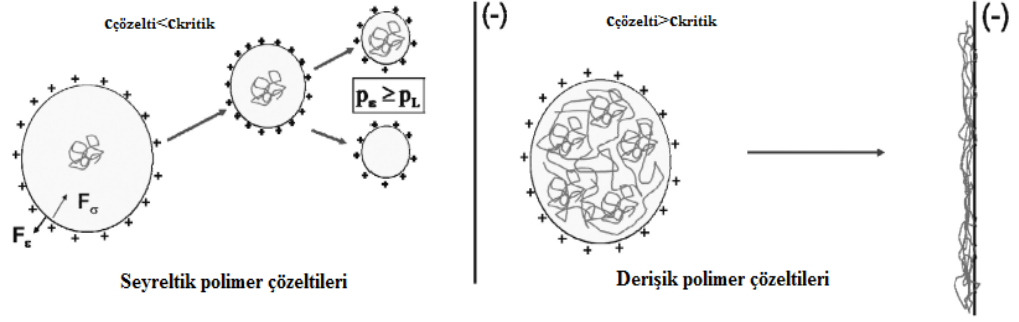 cçözelti<ckritik
pε ≥ pL
Fσ
Fε
Seyreltik polimer çözeltileri
(-)
cçözelti>ckritik
Derişik polimer çözeltileri
(-)